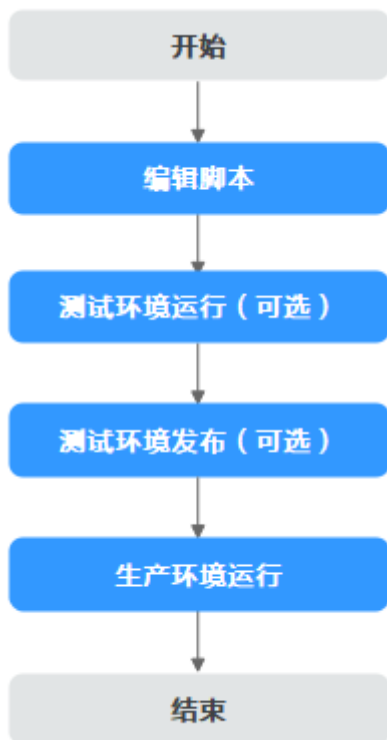 开始
编辑脚本
测试环境运行（可选）
测试环境发布（可选）
生产环境运行
结束